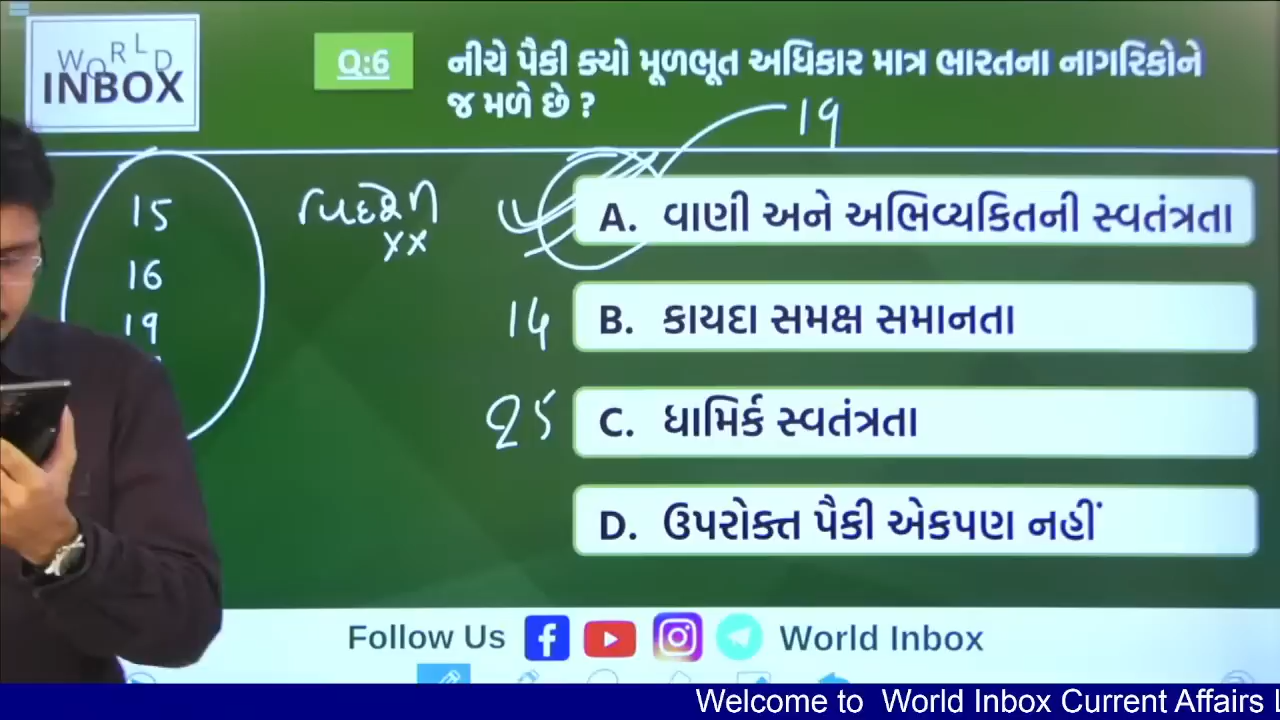 WORLD
INBOX
Q:6
નીચે પૈકી ક્યો મૂળભૂત અધિકાર માત્ર ભારતના નાગરિકોને
જ મળે છે ?
19
15
16
19
વિદેશી
xx
A. વાણી અને અભિવ્યકિતની સ્વતંત્રતા
14
B. કાયદા સમક્ષ સમાનતા
25
C. ધામિર્ક સ્વતંત્રતા
D. ઉપરોક્ત પૈકી એકપણ નહીં
Follow Us
World Inbox
Welcome to World Inbox Current Affairs L